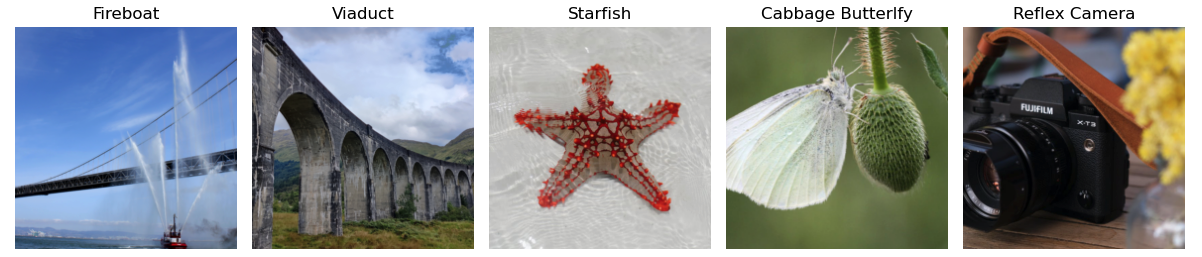 Fireboat
Viaduct
Starfish
Cabbage Butterlfy
Reflex Camera
FUJIFILM
X-T3